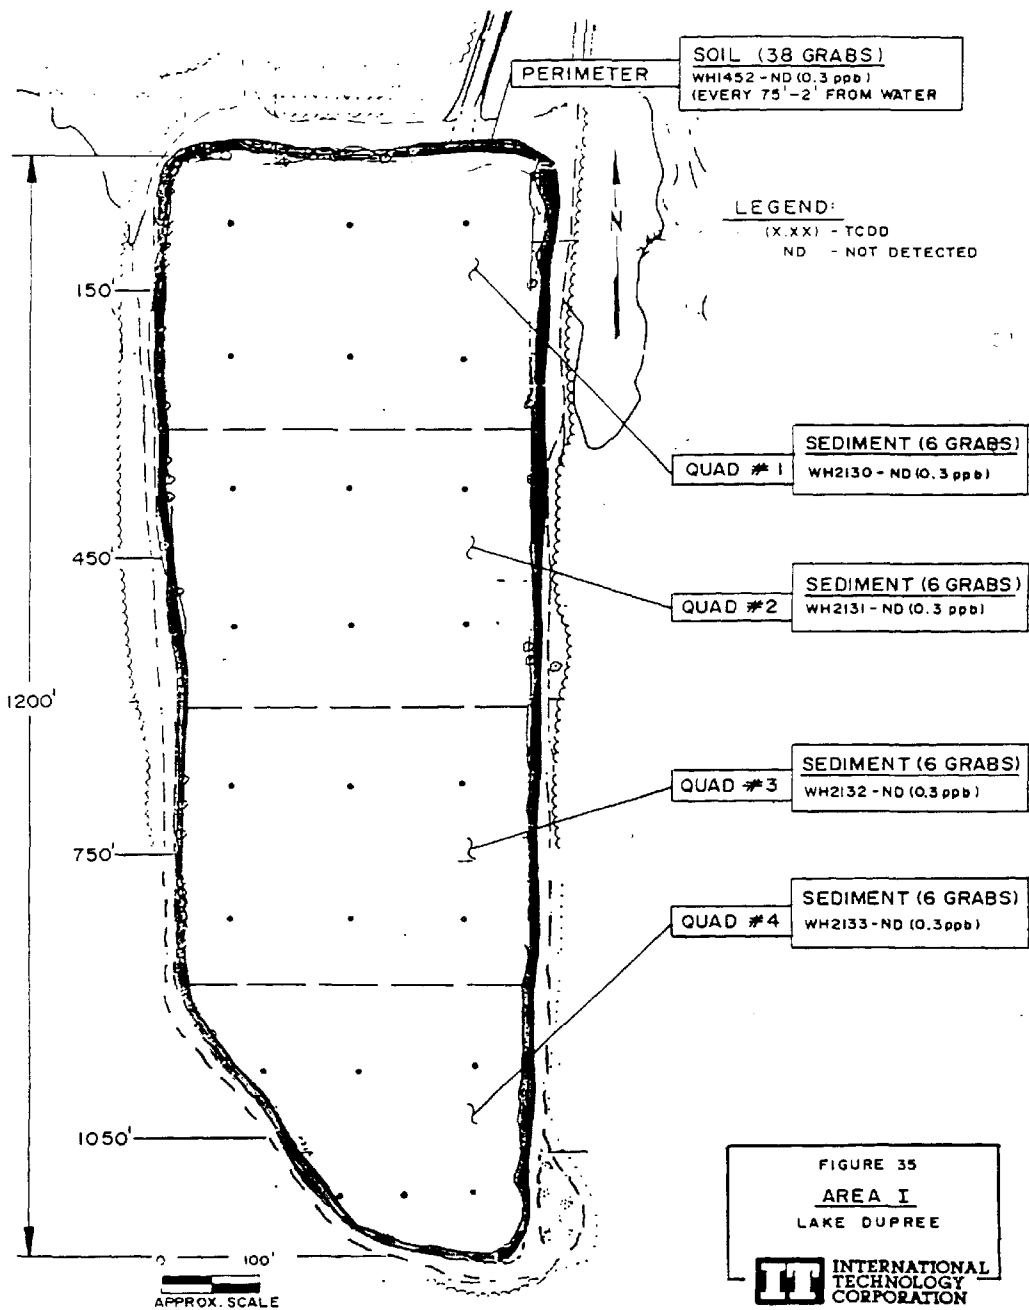 PERIMETER
SOIL (38 GRABS)
WH1452-ND (0.3 ppb)
(EVERY 75'-2' FROM WATER
N
LEGEND:
(X.XX) - TCDD
ND - NOT DETECTED
150'
QUAD #1
SEDIMENT (6 GRABS)
WH2130-ND (0.3 ppb)
450'
QUAD #2
SEDIMENT (6 GRABS)
WH2131-ND (0.3 ppb)
1200'
QUAD #3
SEDIMENT (6 GRABS)
WH2132-ND (0.3 ppb)
750'
QUAD #4
SEDIMENT (6 GRABS)
WH2133-ND (0.3 ppb)
1050'
0 100'
APPROX. SCALE
FIGURE 35
AREA I
LAKE DUPREE
IT INTERNATIONAL
TECHNOLOGY
CORPORATION